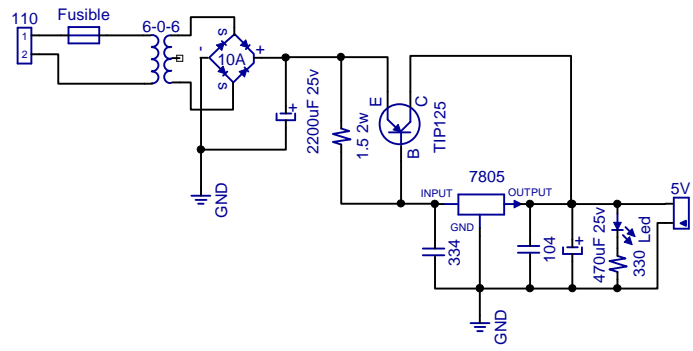 110
Fusible
6-0-6
1
2
S
S
-
+
10A
+
2200uF 25v
1.5 2w
E
C
B
TIP125
GND
7805
INPUT
OUTPUT
GND
334
104
+
470uF 25v
330
Led
5V
GND